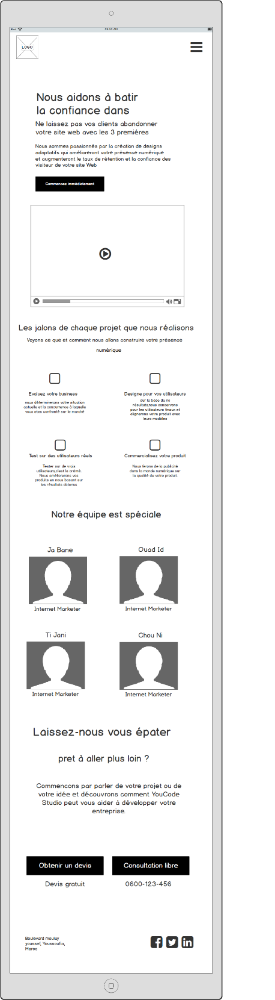 iPad
09:00 AM
LOGO
Nous aidons à batir
la confiance dans
Ne laissez pas vos clients abandonner
votre site web avec les 3 premiéres
Nous sommes passionnés par la création de designs
adaptatifs qui amélioreront votre présence numérique
et augmenteront le taux de rétention et la confiance des
visiteur de votre site Web
Commencez immédiatement
Les jalons de chaque projet que nous réalisons
Voyons ce que et comment nous allons construire votre présence
numérique
Evaluez votre business
nous déterminerons votre situation
actuelle et la concurrence à laquelle
vous etes confronté sur le marché
Designe pour vos utilisateurs
sur la base de ns
résultats,nous concervons
pour les utilisateurs finaux et
alignerons votre produit avec
leurs modèles
Test sur des utilisateurs réels
Tester sur de vrais
utilisateurs,c'est la crémé.
Nous améliorerons vos
produits en nous basant sur
les résultats obtenus
Commercialisez votre produit
Nous ferons de la publicité
dans la monde numérique sur
la qualité de votre produit.
Notre équipe est spéciale
Ja Bane
Internet Marketer
Ouad Id
Internet Marketer
Ti Jani
Internet Marketer
Chou Ni
Internet Marketer
Laissez-nous vous épater
pret à aller plus loin ?
Commencons par parler de votre projet ou de
votre idée et découvrons comment YouCode
Studio peut vous aider à développer votre
entreprise.
Obtenir un devis
Devis gratuit
Consultation libre
0600-123-456
Boulevard moulay
youssef, Youssoufia,
Maroc